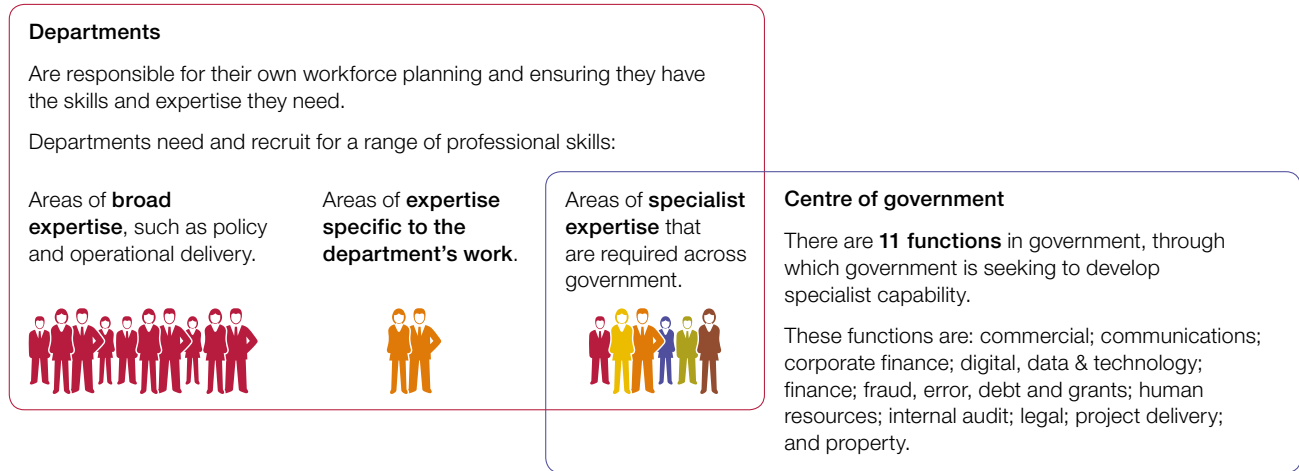 Departments
Are responsible for their own workforce planning and ensuring they have
the skills and expertise they need.
Departments need and recruit for a range of professional skills:
Areas of broad
expertise, such as policy
and operational delivery.
Areas of expertise
specific to the
department's work.
Areas of specialist
expertise that
are required across
government.
Centre of government
There are 11 functions in government, through
which government is seeking to develop
specialist capability.
These functions are: commercial; communications;
corporate finance; digital, data & technology;
finance; fraud, error, debt and grants; human
resources; internal audit; legal; project delivery;
and property.